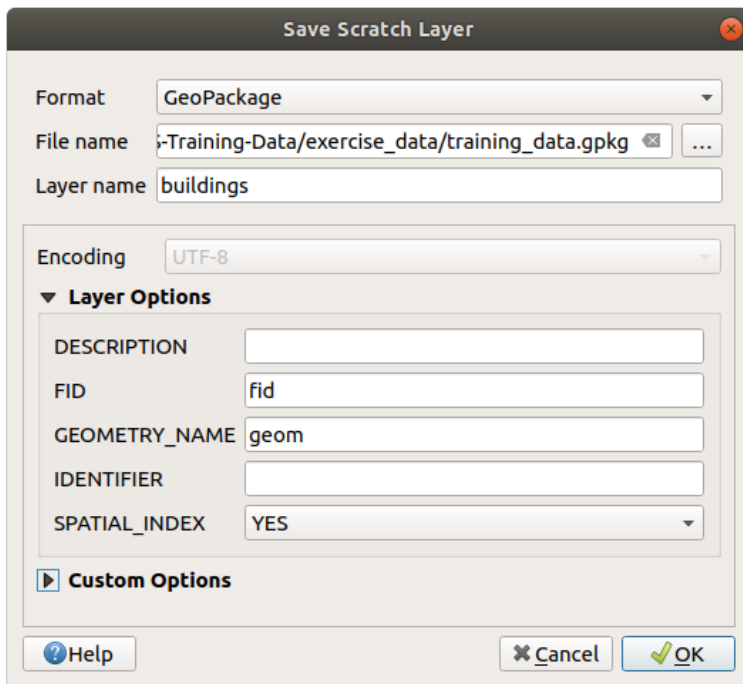 Save Scratch Layer
Format GeoPackage
File name -Training-Data/exercise_data/training_data.gpkg ...
Layer name buildings
Encoding UTF-8
Layer Options
DESCRIPTION
FID fid
GEOMETRY_NAME geom
IDENTIFIER
SPATIAL_INDEX YES
Custom Options
Help Cancel OK